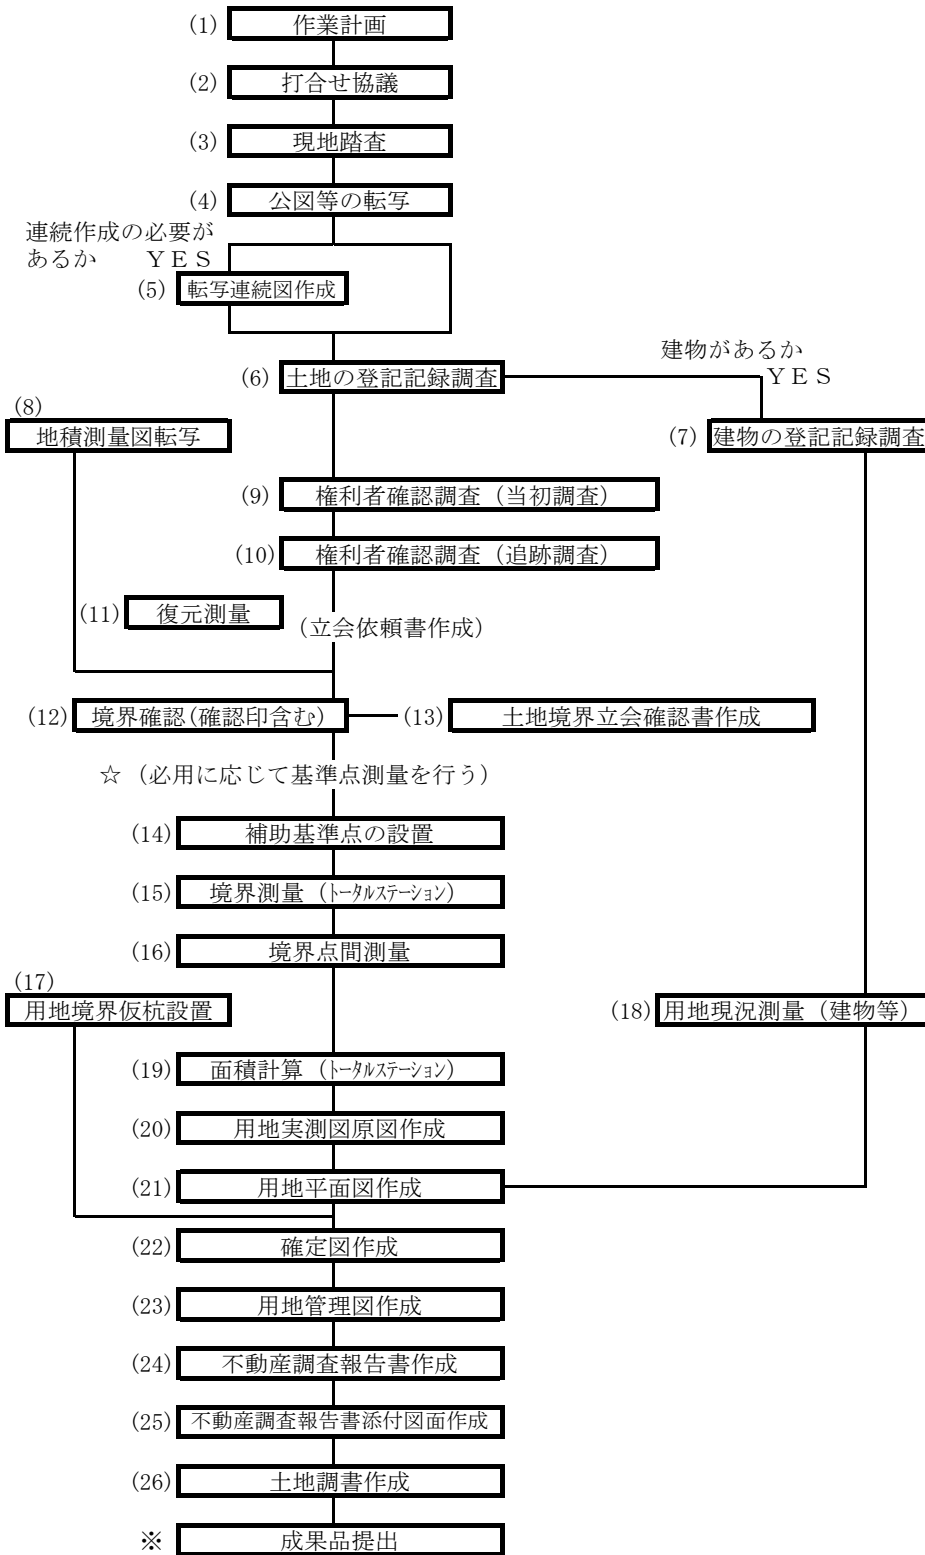 (1) 作業計画
(2) 打合せ協議
(3) 現地踏査
(4) 公図等の転写
連続作成の必要が
あるか ＹＥＳ
(5) 転写連続図作成
建物があるか
ＹＥＳ
(6) 土地の登記記録調査
(8)
地積測量図転写
(7) 建物の登記記録調査
(9) 権利者確認調査（当初調査）
(10) 権利者確認調査（追跡調査）
(11) 復元測量
（立会依頼書作成）
(12) 境界確認(確認印含む)
(13) 土地境界立会確認書作成
☆（必用に応じて基準点測量を行う）
(14) 補助基準点の設置
(15) 境界測量（ﾄｰﾀﾙｽﾃｰｼｮﾝ）
(16) 境界点間測量
(17)
用地境界仮杭設置
(18) 用地現況測量（建物等）
(19) 面積計算（ﾄｰﾀﾙｽﾃｰｼｮﾝ）
(20) 用地実測図原図作成
(21) 用地平面図作成
(22) 確定図作成
(23) 用地管理図作成
(24) 不動産調査報告書作成
(25) 不動産調査報告書添付図面作成
(26) 土地調書作成
※ 成果品提出